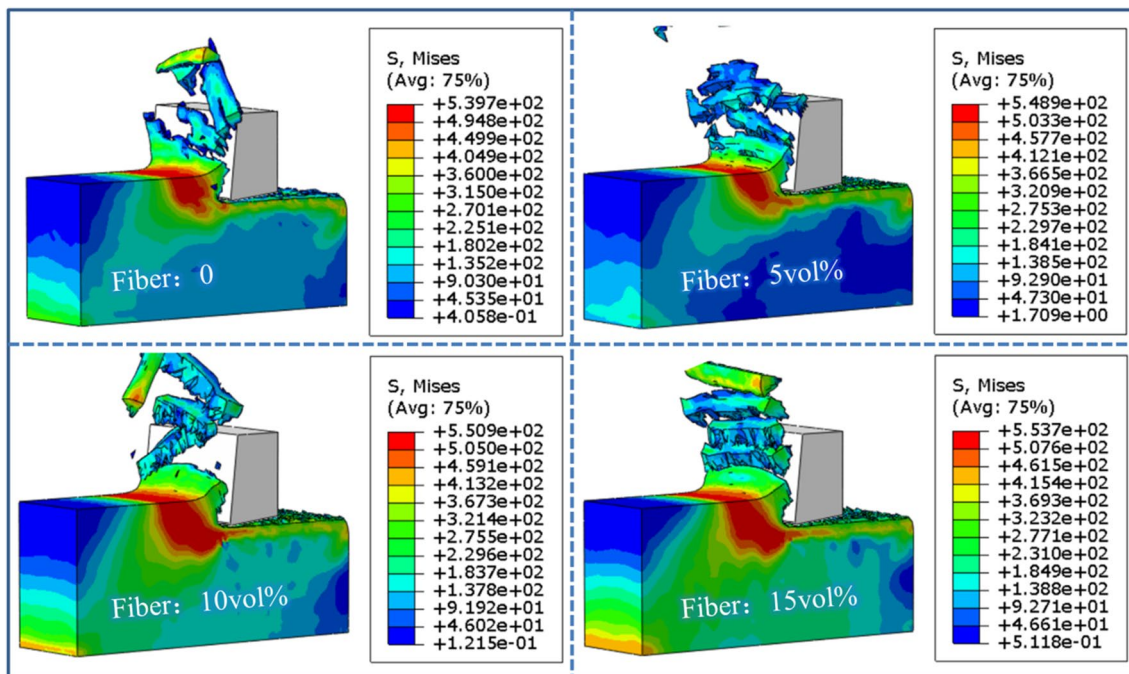 S, Mises
(Avg: 75%)
+5.397e+02
+4.948e+02
+4.499e+02
+4.049e+02
+3.600e+02
+3.150e+02
+2.701e+02
+2.251e+02
+1.802e+02
+1.352e+02
+9.030e+01
+4.535e+01
+4.058e-01
Fiber：0
S, Mises
(Avg: 75%)
+5.489e+02
+5.033e+02
+4.577e+02
+4.121e+02
+3.665e+02
+3.209e+02
+2.753e+02
+2.297e+02
+1.841e+02
+1.385e+02
+9.290e+01
+4.730e+01
+1.709e+00
Fiber：5vol%
S, Mises
(Avg: 75%)
+5.509e+02
+5.050e+02
+4.591e+02
+4.132e+02
+3.673e+02
+3.214e+02
+2.755e+02
+2.296e+02
+1.837e+02
+1.378e+02
+9.192e+01
+4.602e+01
+1.215e-01
Fiber：10vol%
S, Mises
(Avg: 75%)
+5.537e+02
+5.076e+02
+4.615e+02
+4.154e+02
+3.693e+02
+3.232e+02
+2.771e+02
+2.310e+02
+1.849e+02
+1.388e+02
+9.271e+01
+4.661e+01
+5.118e-01
Fiber：15vol%